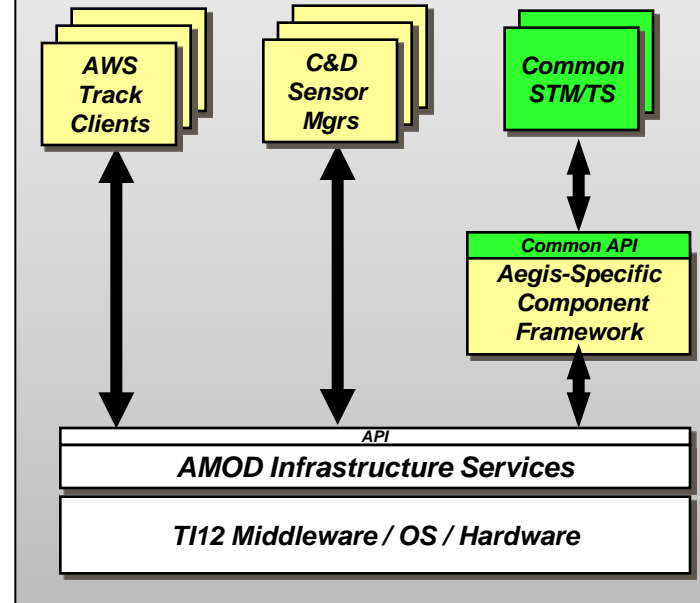 AWS
Track
Clients
C&D
Sensor
Mgrs
Common
STM/TS
Common API
Aegis-Specific
Component
Framework
API
AMOD Infrastructure Services
TI12 Middleware / OS / Hardware